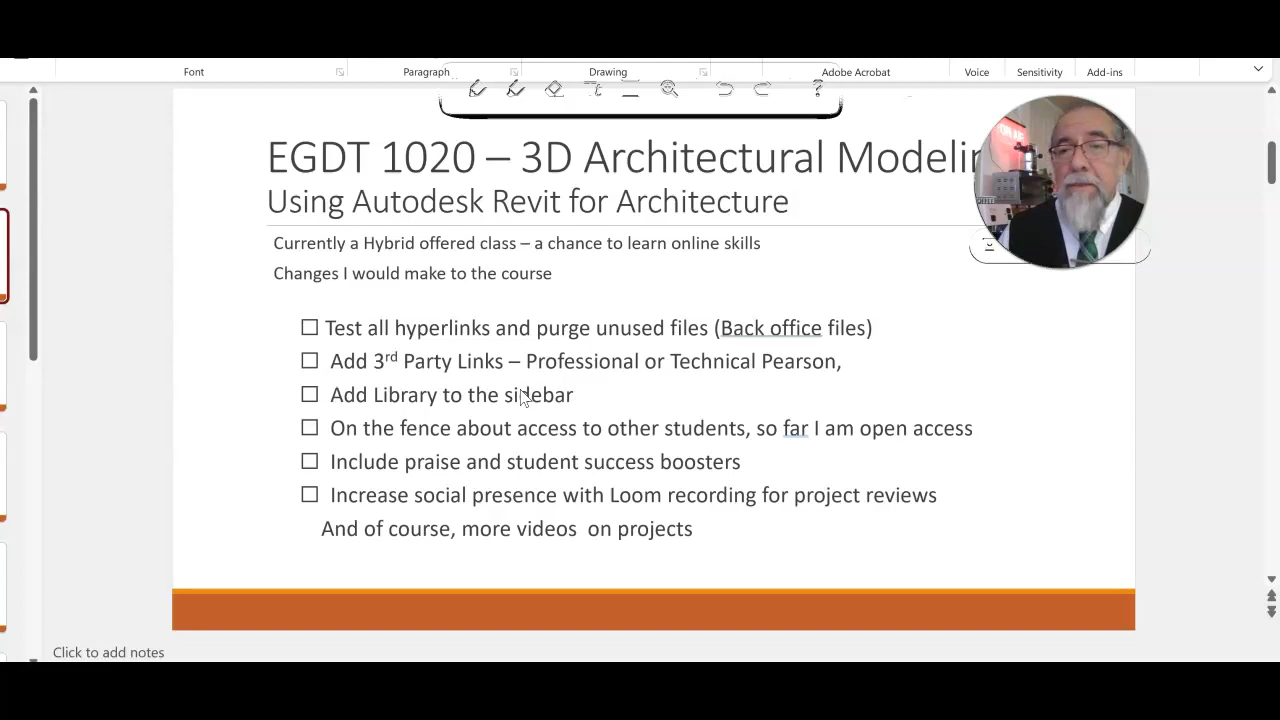 Font Paragraph Drawing Adobe Acrobat Voice Sensitivity Add-ins
EGDT 1020 – 3D Architectural
Using Autodesk Revit for Architecture
Currently a Hybrid offered class – a chance to learn online skills
Changes I would make to the course
Test all hyperlinks and purge unused files (Back office files)
Add 3rd Party Links – Professional or Technical Pearson,
Add Library to the sidebar
On the fence about access to other students, so far I am open access
Include praise and student success boosters
Increase social presence with Loom recording for project reviews
And of course, more videos on projects
Click to add notes